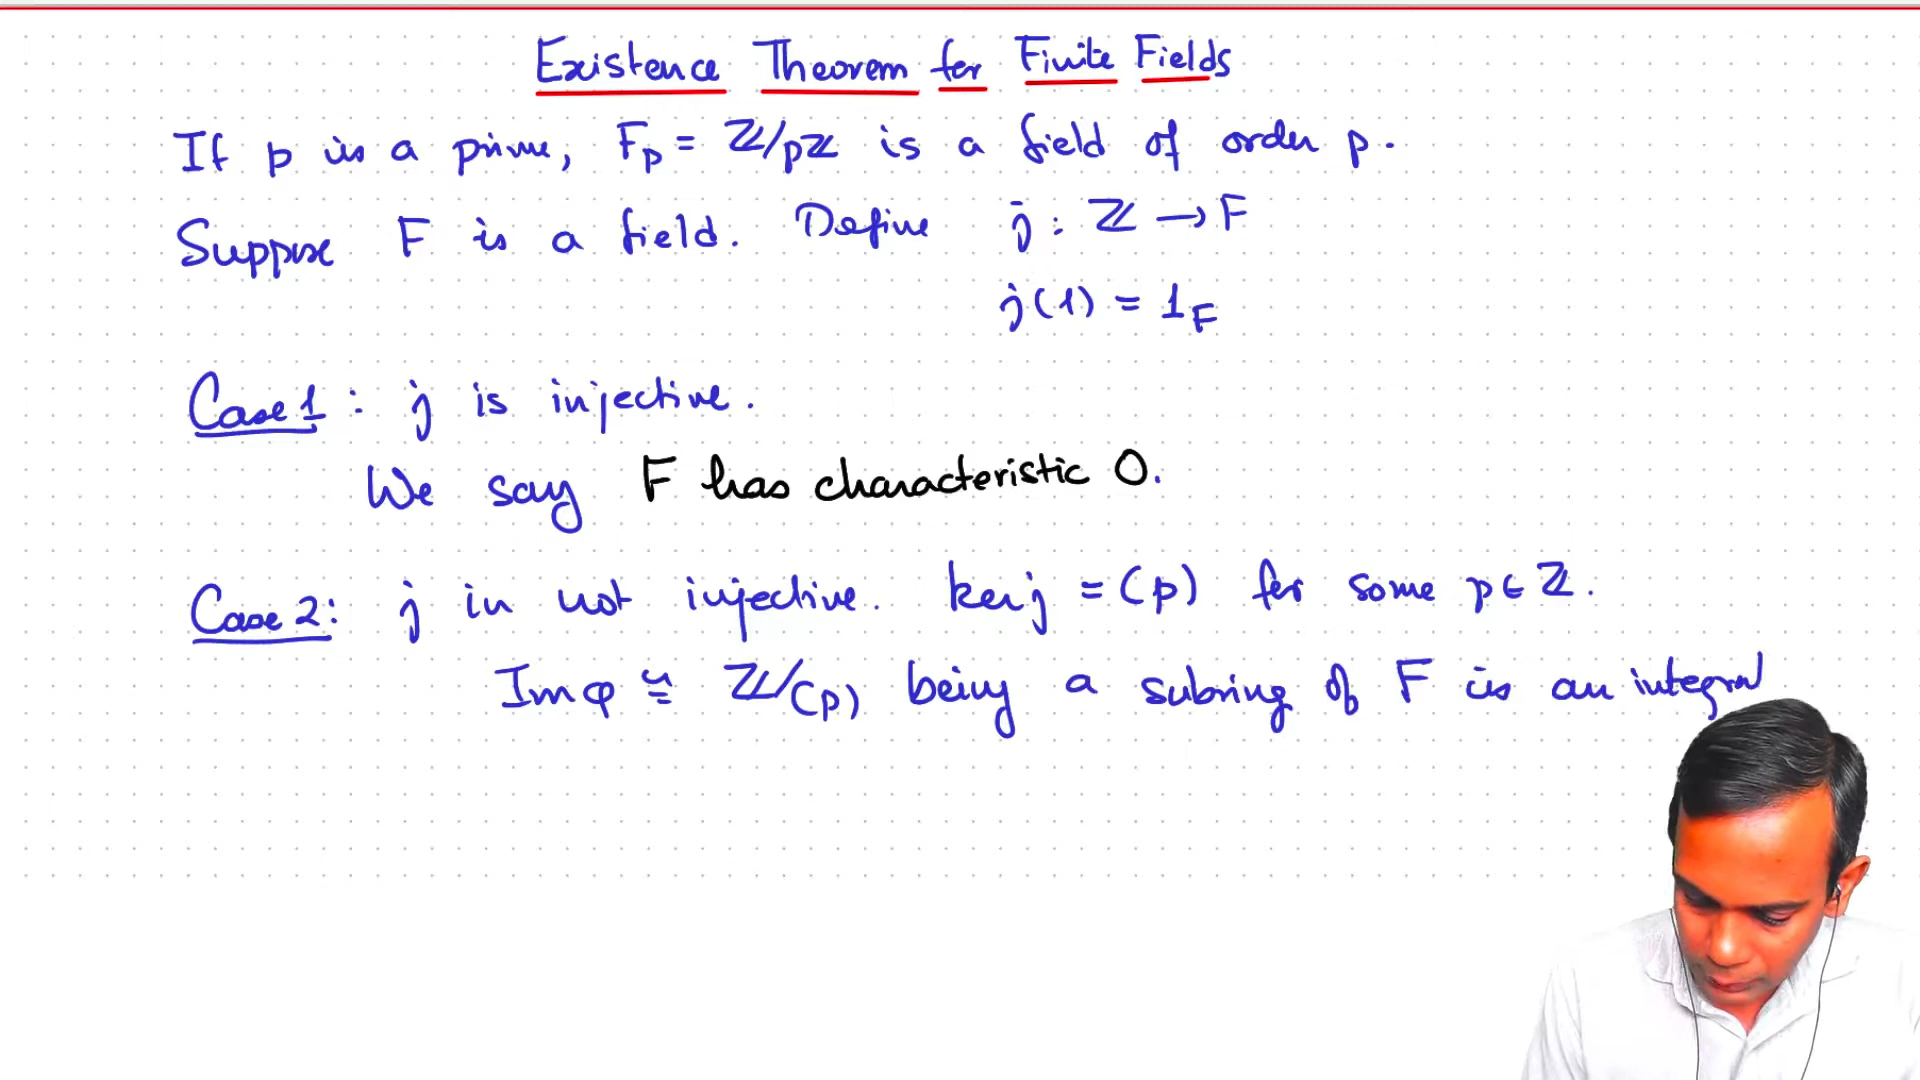 Existence Theorem for Finite Fields
If p is a prime, Fp = ℤ/pℤ is a field of order p.
Suppose F is a field. Define j : ℤ → F
j(1) = 1_F
Case 1 : j is injective.
We say F has characteristic 0.
Case 2: j in not injective. ker j = (p) for some p ∈ ℤ.
Im φ ≅ ℤ/(p) being a subring of F is an integral